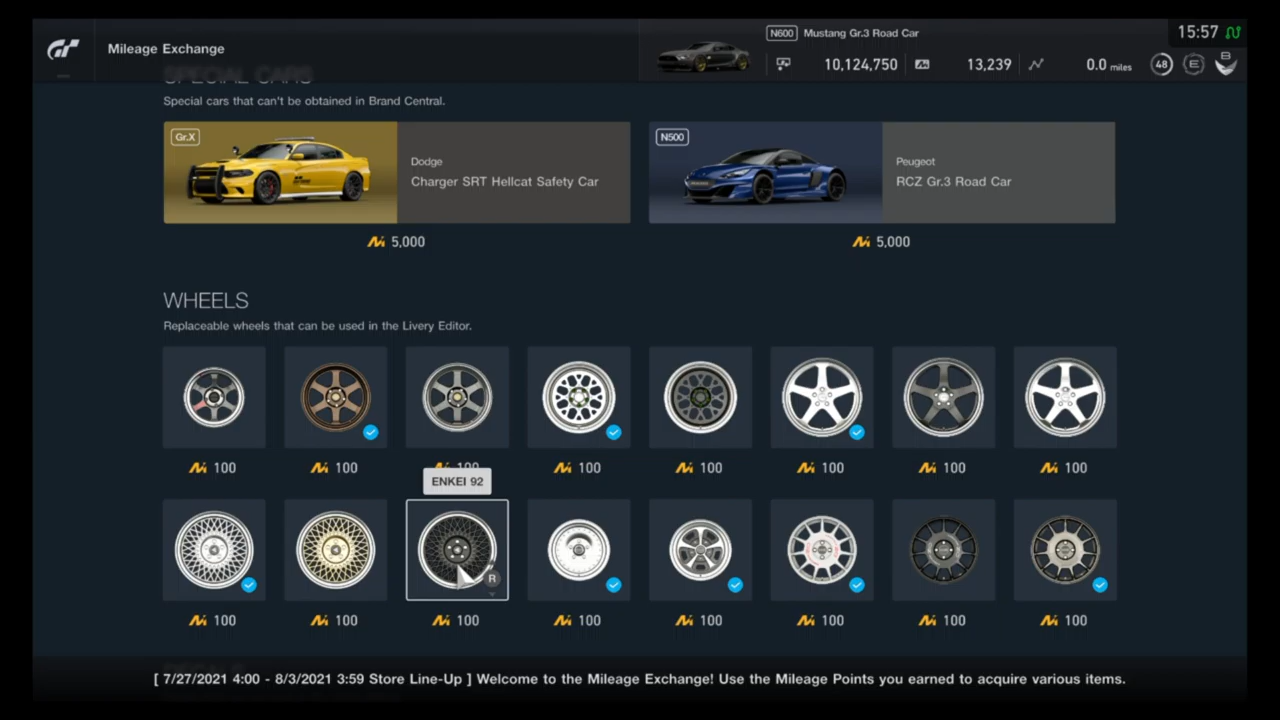 N600 Mustang Gr.3 Road Car
15:57
Mileage Exchange
10,124,750 13,239 0.0 miles 48 E B
SPECIAL CARS
Special cars that can't be obtained in Brand Central.
Gr.X
Dodge
Charger SRT Hellcat Safety Car
N500
Peugeot
RCZ Gr.3 Road Car
5,000 5,000
WHEELS
Replaceable wheels that can be used in the Livery Editor.
100 100 100 100 100 100 100 100
ENKEI 92
R
100 100 100 100 100 100 100 100
DECALS
[ 7/27/2021 4:00 - 8/3/2021 3:59 Store Line-Up ] Welcome to the Mileage Exchange! Use the Mileage Points you earned to acquire various items.